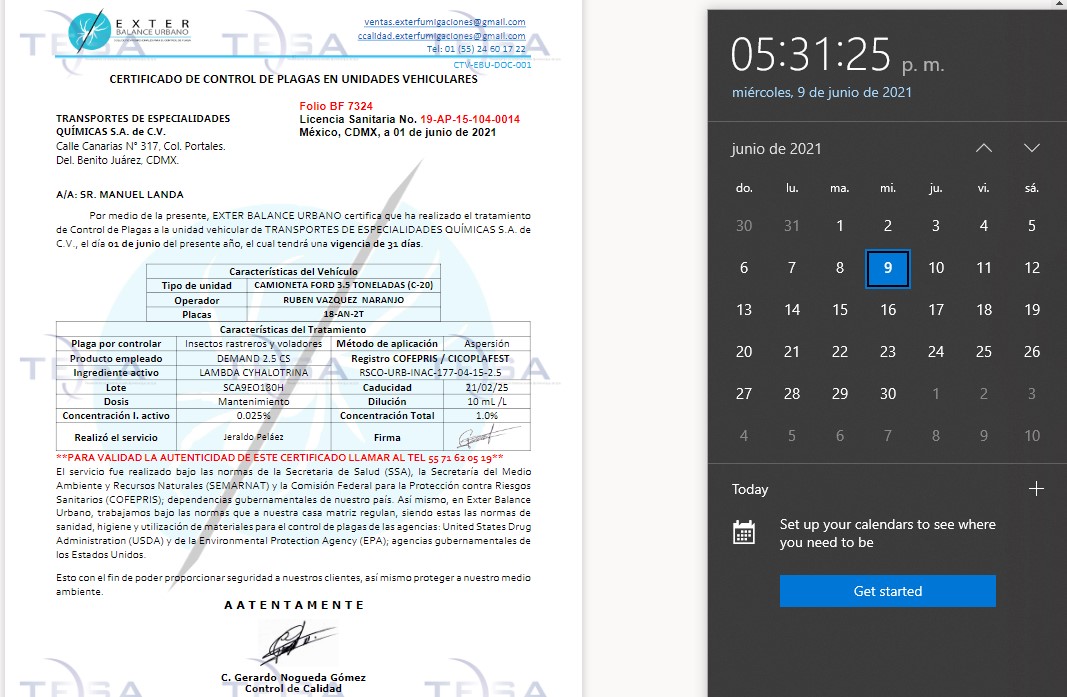 EXTER
BALANCE URBANO
ventas.exterfumigaciones@gmail.com
ccalidad.exterfumigaciones@gmail.com
Tel: 01 (55) 24 60 17 22
CTV-EBU-DOC-001
CERTIFICADO DE CONTROL DE PLAGAS EN UNIDADES VEHICULARES
Folio BF 7324
Licencia Sanitaria No. 19-AP-15-104-0014
México, CDMX, a 01 de junio de 2021
TRANSPORTES DE ESPECIALIDADES
QUÍMICAS S.A. de C.V.
Calle Canarias N° 317, Col. Portales.
Del. Benito Juárez, CDMX.
A/A: SR. MANUEL LANDA
Por medio de la presente, EXTER BALANCE URBANO certifica que ha realizado el tratamiento
de Control de Plagas a la unidad vehicular de TRANSPORTES DE ESPECIALIDADES QUÍMICAS S.A. de
C.V., el día 01 de junio del presente año, el cual tendrá una vigencia de 31 días.
Características del Vehículo
Tipo de unidad CAMIONETA FORD 3.5 TONELADAS (C-20)
Operador RUBEN VAZQUEZ NARANJO
Placas 18-AN-2T
Características del Tratamiento
Plaga por controlar Insectos rastreros y voladores Método de aplicación Aspersión
Producto empleado DEMAND 2.5 CS Registro COFEPRIS / CICOPLAFEST
Ingrediente activo LAMBDA CYHALOTRINA RSCO-URB-INAC-177-04-15-2.5
Lote SCA9EO180H Caducidad 21/02/25
Dosis Mantenimiento Dilución 10 mL /L
Concentración I. activo 0.025% Concentración Total 1.0%
Realizó el servicio Jeraldo Peláez Firma
**PARA VALIDAD LA AUTENTICIDAD DE ESTE CERTIFICADO LLAMAR AL TEL 55 71 62 05 19**
El servicio fue realizado bajo las normas de la Secretaria de Salud (SSA), la Secretaría del Medio
Ambiente y Recursos Naturales (SEMARNAT) y la Comisión Federal para la Protección contra Riesgos
Sanitarios (COFEPRIS); dependencias gubernamentales de nuestro país. Así mismo, en Exter Balance
Urbano, trabajamos bajo las normas que a nuestra casa matriz regulan, siendo estas las normas de
sanidad, higiene y utilización de materiales para el control de plagas de las agencias: United States Drug
Administration (USDA) y de la Environmental Protection Agency (EPA); agencias gubernamentales de
los Estados Unidos.
Esto con el fin de poder proporcionar seguridad a nuestros clientes, así mismo proteger a nuestro medio
ambiente.
A A T E N T A M E N T E
C. Gerardo Nogueda Gómez
Control de Calidad
TESA
05:31:25 p. m.
miércoles, 9 de junio de 2021
junio de 2021
do. lu. ma. mi. ju. vi. sá.
30 31 1 2 3 4 5
6 7 8 9 10 11 12
13 14 15 16 17 18 19
20 21 22 23 24 25 26
27 28 29 30 1 2 3
4 5 6 7 8 9 10
Today
Set up your calendars to see where
you need to be
Get started